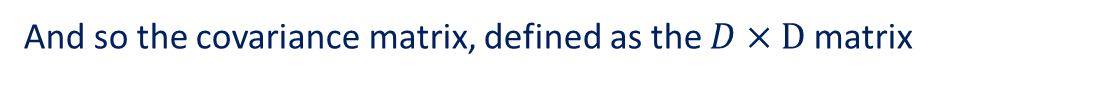 And so the covariance matrix, defined as the D × D matrix